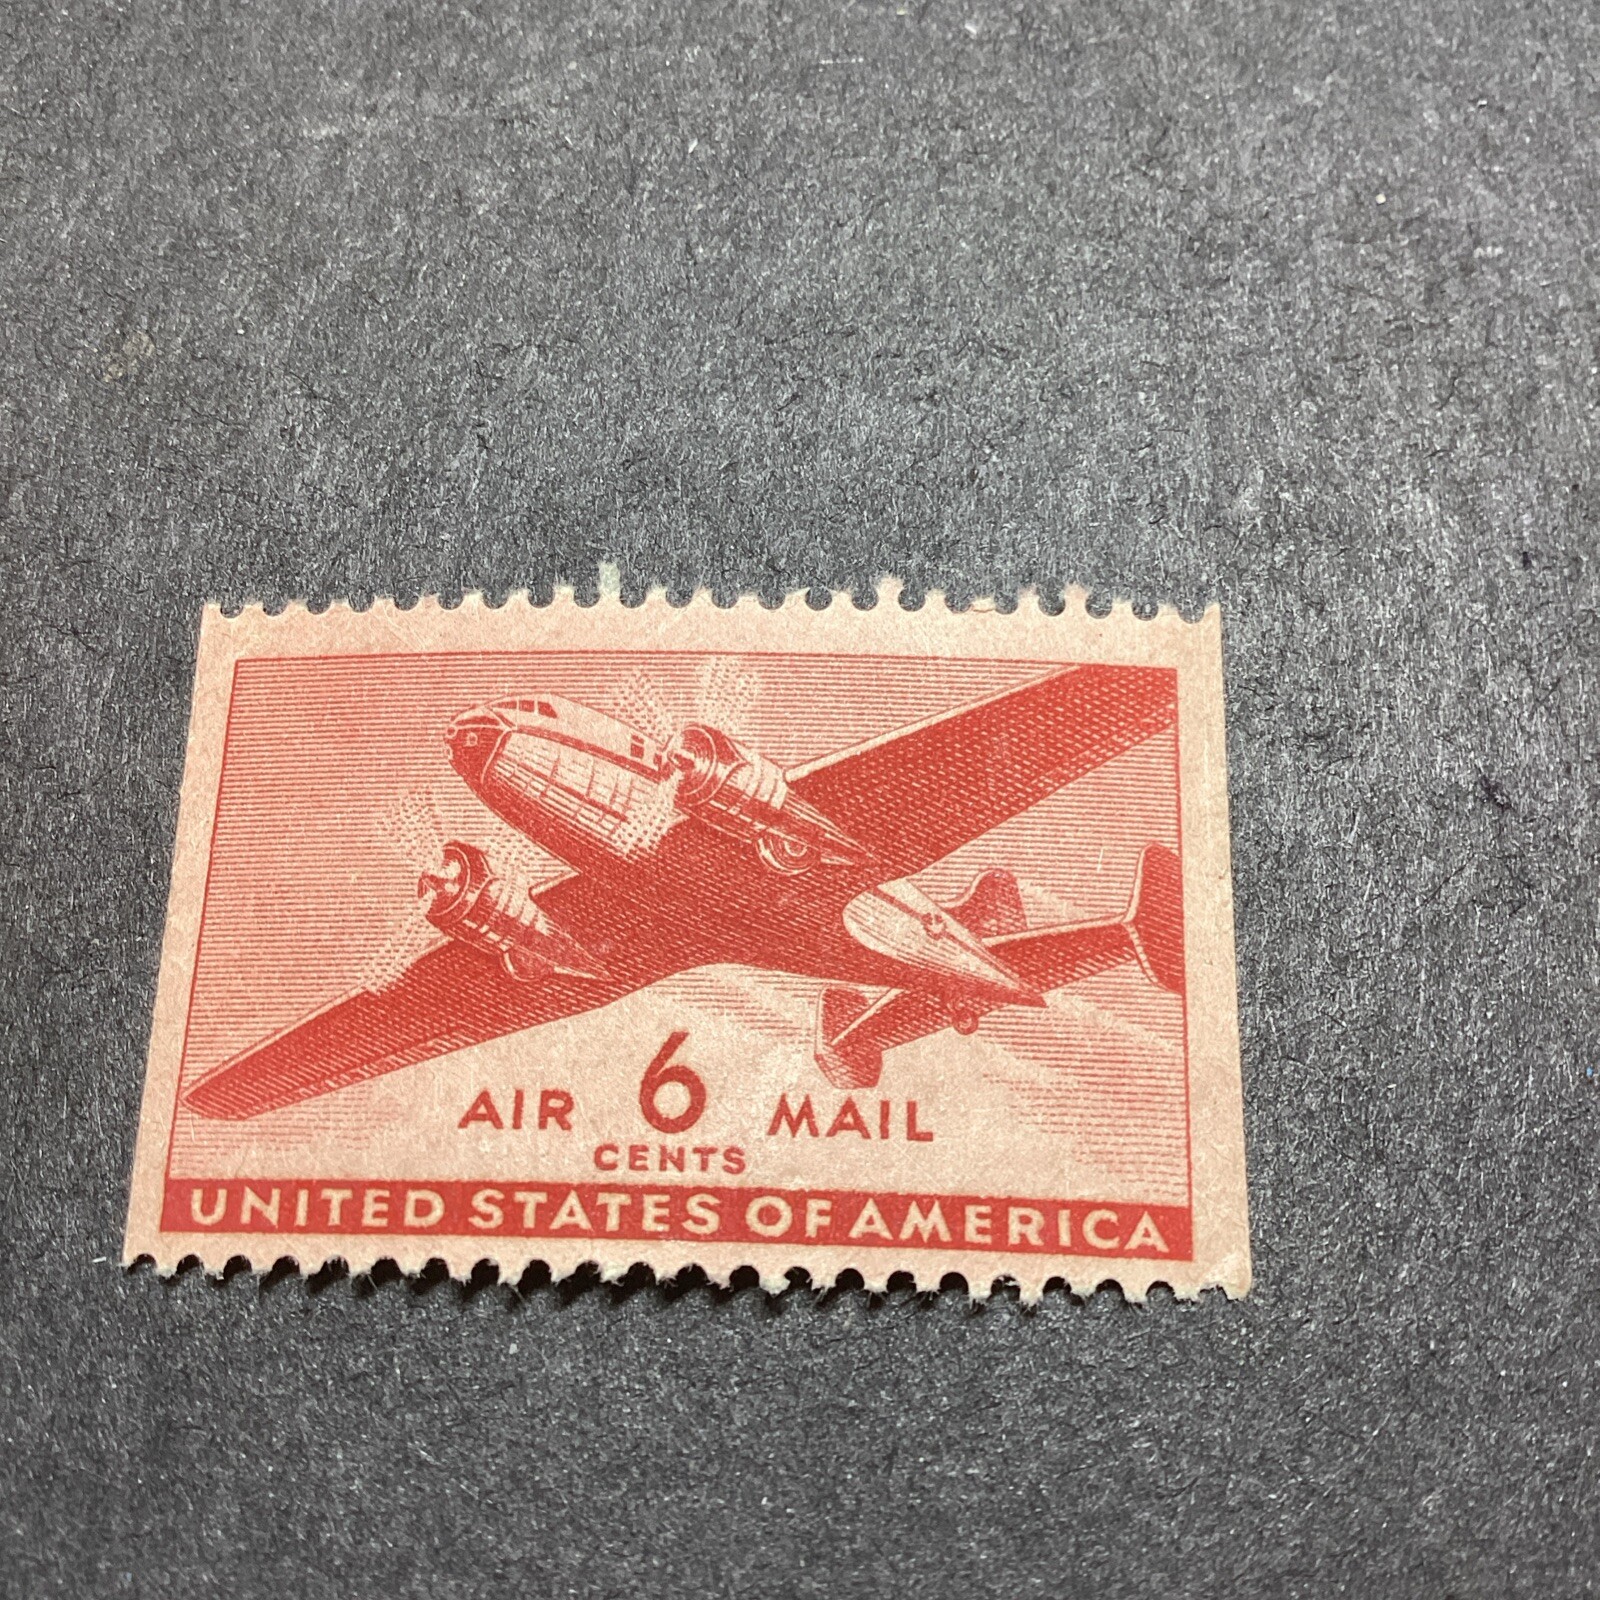 AIR 6 MAIL
CENTS
UNITED STATES OF AMERICA